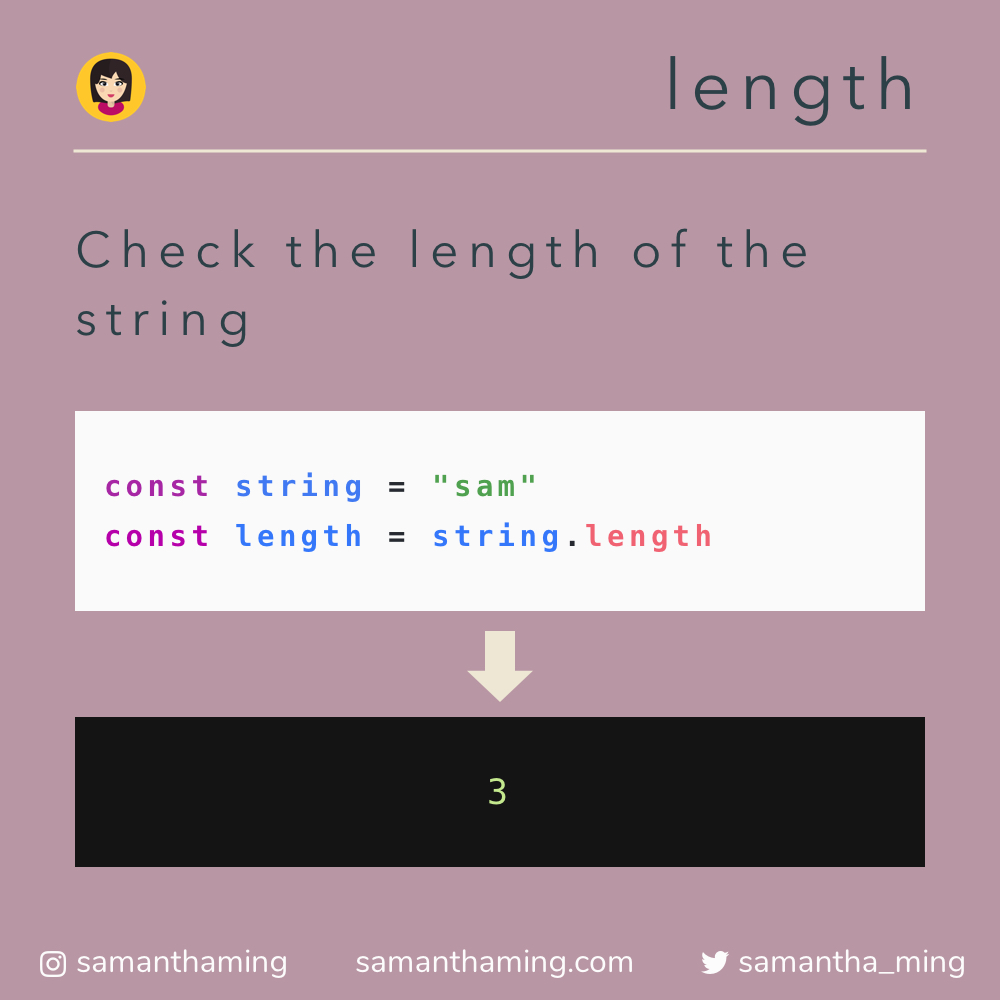 length
Check the length of the
string
const string = "sam"
const length = string.length
3
samanthaming samanthaming.com samantha_ming